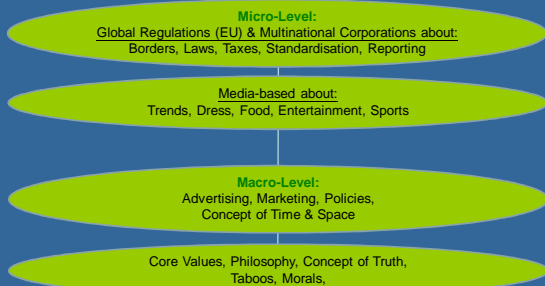 Micro-Level:
Global Regulations (EU) & Multinational Corporations about:
Borders, Laws, Taxes, Standardisation, Reporting
Media-based about:
Trends, Dress, Food, Entertainment, Sports
Macro-Level:
Advertising, Marketing, Policies,
Concept of Time & Space
Core Values, Philosophy, Concept of Truth,
Taboos, Morals,